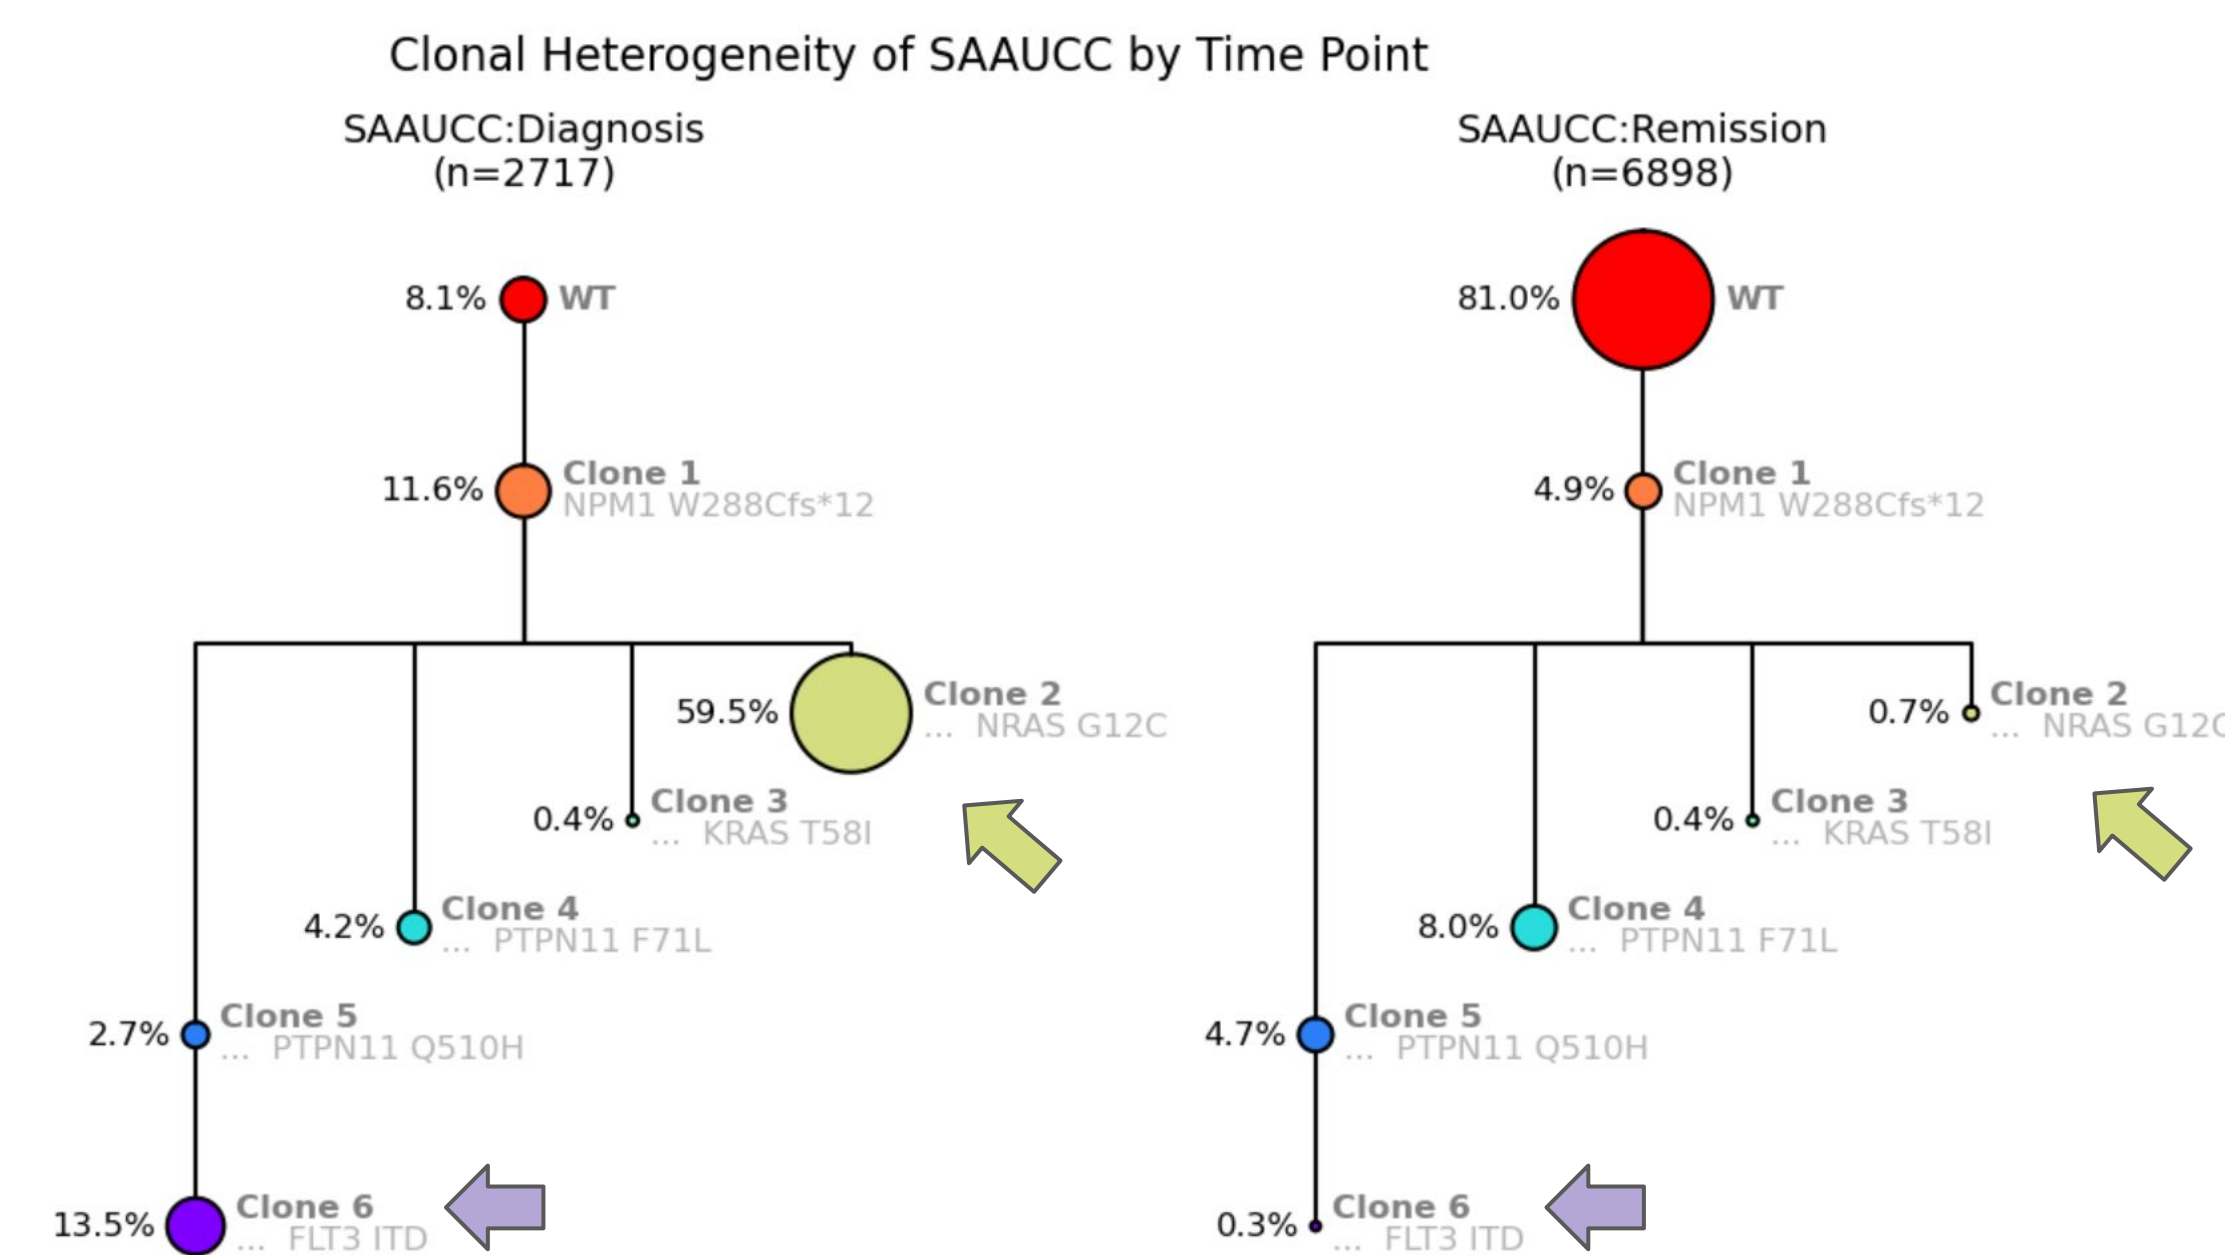 Clonal Heterogeneity of SAAUCC by Time Point
SAAUCC:Diagnosis
(n=2717)
8.1% WT
11.6% Clone 1
NPM1 W288Cfs*12
59.5% Clone 2
... NRAS G12C
0.4% Clone 3
... KRAS T58I
4.2% Clone 4
... PTPN11 F71L
2.7% Clone 5
... PTPN11 Q510H
13.5% Clone 6
... FLT3 ITD
SAAUCC:Remission
(n=6898)
81.0% WT
4.9% Clone 1
NPM1 W288Cfs*12
0.7% Clone 2
... NRAS G12C
0.4% Clone 3
... KRAS T58I
8.0% Clone 4
... PTPN11 F71L
4.7% Clone 5
... PTPN11 Q510H
0.3% Clone 6
... FLT3 ITD